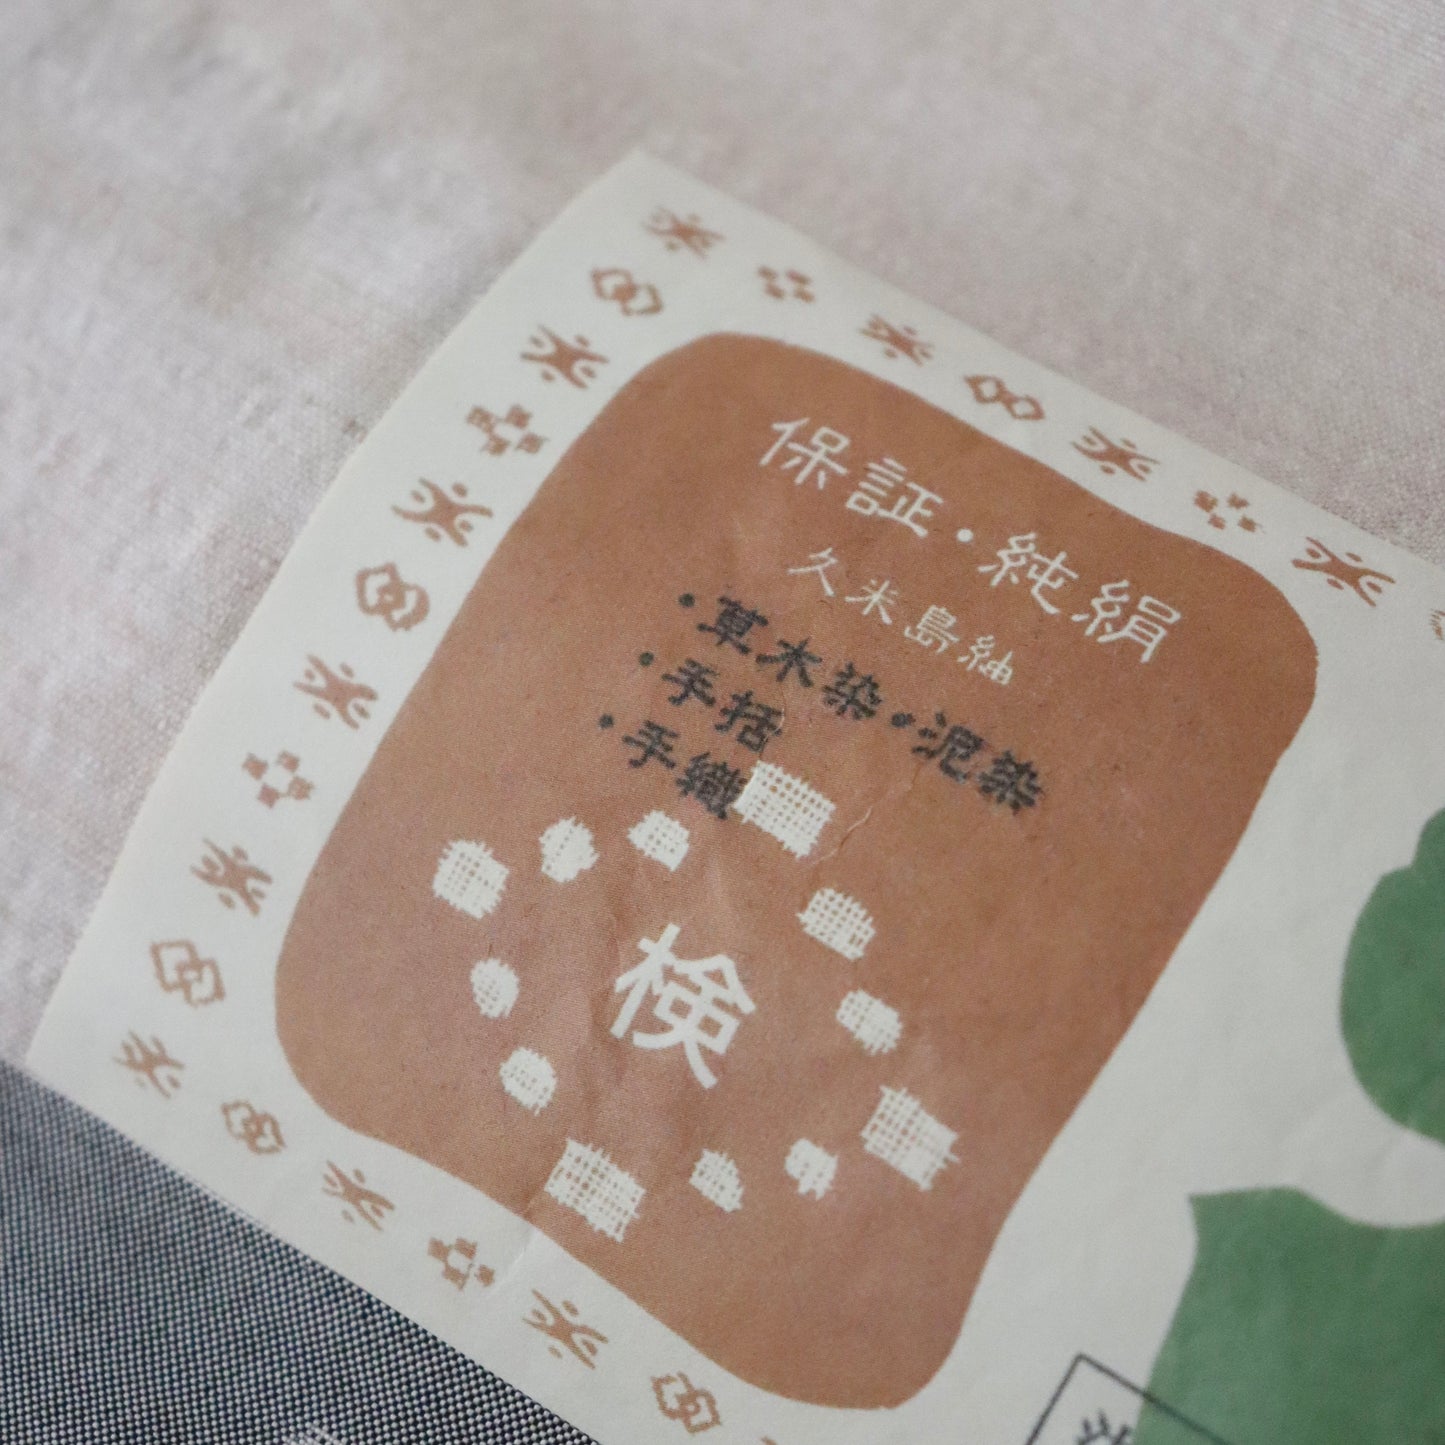 保証・純絹
久米島紬
・草木染・泥染
・手括
・手織
検